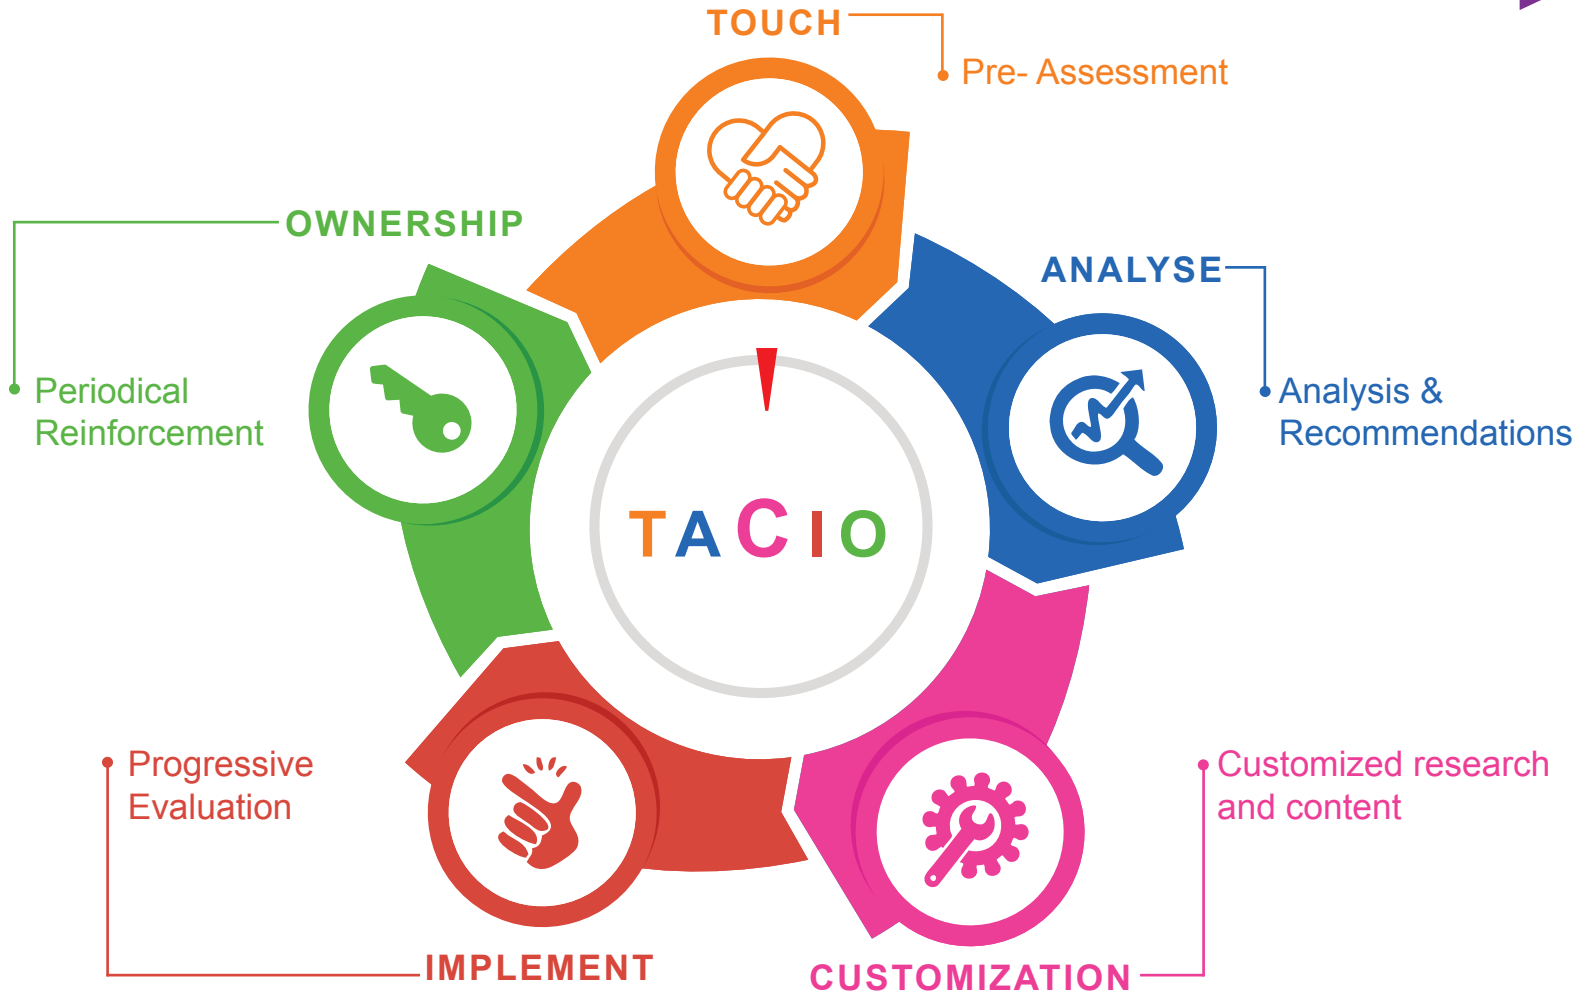 TOUCH
Pre- Assessment
OWNERSHIP
ANALYSE
Periodical
Reinforcement
Analysis &
Recommendations
TACIO
Progressive
Evaluation
Customized research
and content
IMPLEMENT
CUSTOMIZATION